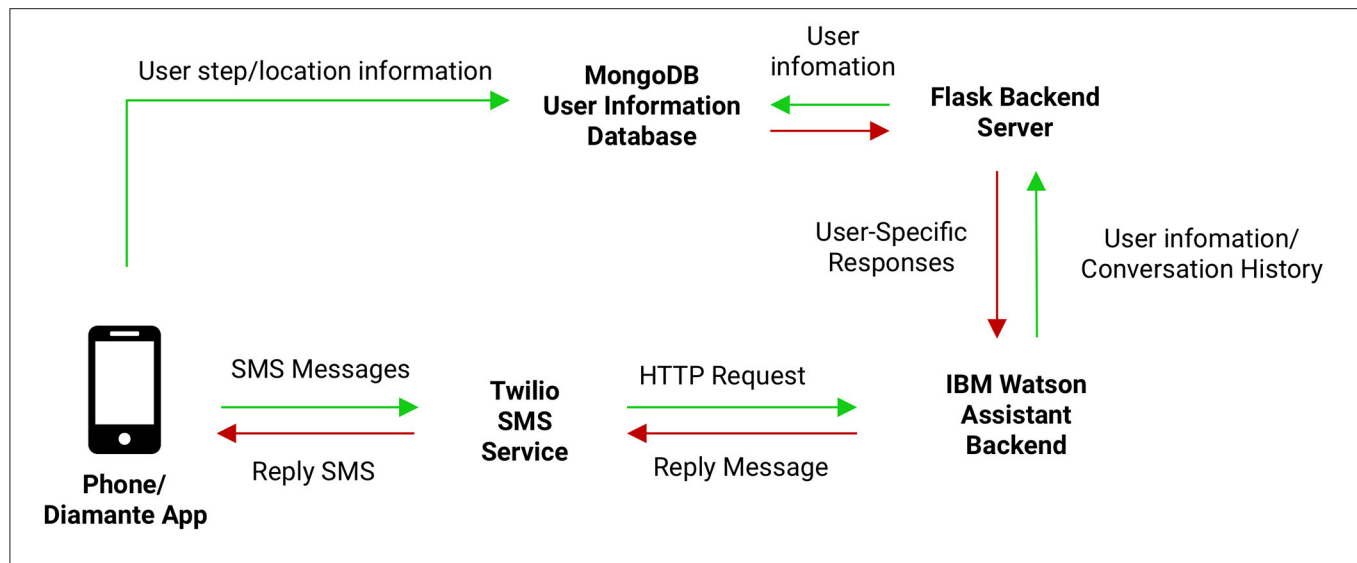 User step/location information
MongoDB
User Information
Database
User
infomation
Flask Backend
Server
User-Specific
Responses
User infomation/
Conversation History
Phone/
Diamante App
SMS Messages
Reply SMS
Twilio
SMS
Service
HTTP Request
Reply Message
IBM Watson
Assistant
Backend